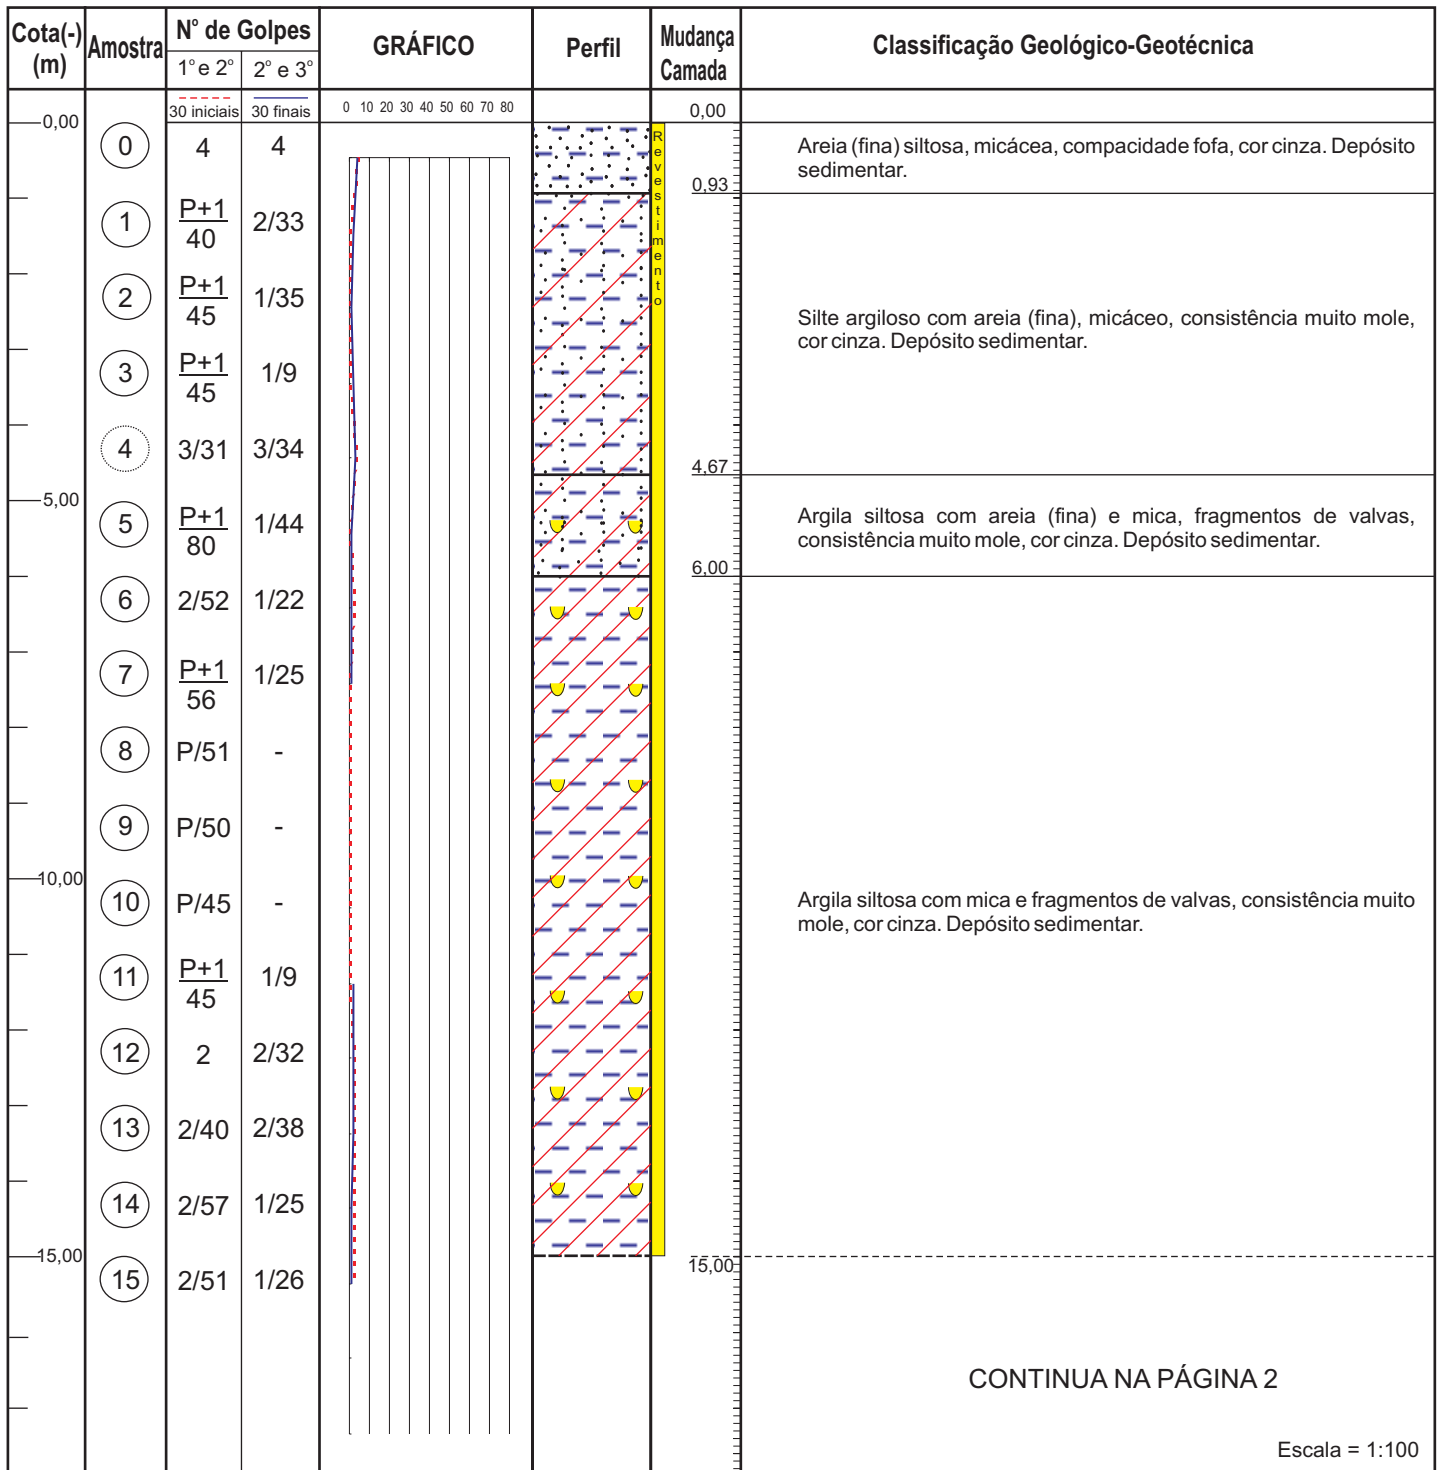 Cota(-) (m) Amostra N° de Golpes GRÁFICO Perfil Mudança Camada Classificação Geológico-Geotécnica
1° e 2° 2° e 3°
30 iniciais 30 finais 0 10 20 30 40 50 60 70 80 0,00
0,00
Revestimento
0 4 4
Areia (fina) siltosa, micácea, compacidade fofa, cor cinza. Depósito
sedimentar.
0,93
1 P+1/40 2/33
2 P+1/45 1/35
Silte argiloso com areia (fina), micáceo, consistência muito mole,
cor cinza. Depósito sedimentar.
3 P+1/45 1/9
4 3/31 3/34
4,67
5,00
5 P+1/80 1/44
Argila siltosa com areia (fina) e mica, fragmentos de valvas,
consistência muito mole, cor cinza. Depósito sedimentar.
6,00
6 2/52 1/22
7 P+1/56 1/25
8 P/51 -
9 P/50 -
10,00
10 P/45 -
Argila siltosa com mica e fragmentos de valvas, consistência muito
mole, cor cinza. Depósito sedimentar.
11 P+1/45 1/9
12 2 2/32
13 2/40 2/38
14 2/57 1/25
15,00 15,00
15 2/51 1/26
CONTINUA NA PÁGINA 2
Escala = 1:100